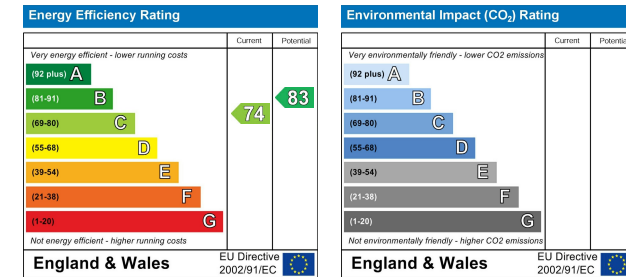 Energy Efficiency Rating
Current Potential
Very energy efficient - lower running costs
(92 plus) A
(81-91) B
(69-80) C
(55-68) D
(39-54) E
(21-38) F
(1-20) G
74
83
Not energy efficient - higher running costs
England & Wales
EU Directive
2002/91/EC
Environmental Impact (CO₂) Rating
Current Potential
Very environmentally friendly - lower CO2 emissions
(92 plus) A
(81-91) B
(69-80) C
(55-68) D
(39-54) E
(21-38) F
(1-20) G
Not environmentally friendly - higher CO2 emissions
England & Wales
EU Directive
2002/91/EC